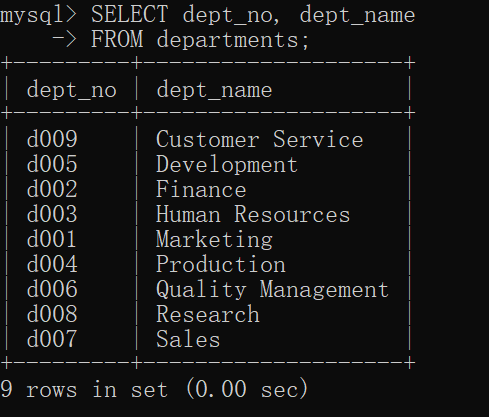 mysql> SELECT dept_no, dept_name
    -> FROM departments;
+---------+--------------------+
| dept_no | dept_name          |
+---------+--------------------+
| d009    | Customer Service   |
| d005    | Development        |
| d002    | Finance            |
| d003    | Human Resources    |
| d001    | Marketing          |
| d004    | Production         |
| d006    | Quality Management |
| d008    | Research           |
| d007    | Sales              |
+---------+--------------------+
9 rows in set (0.00 sec)